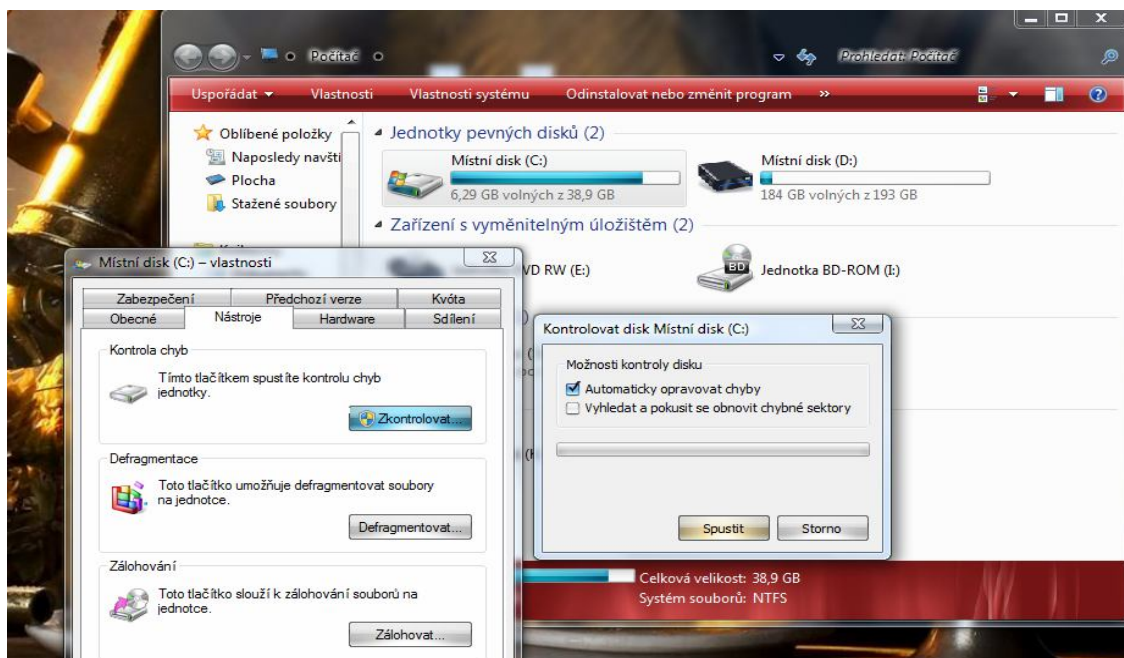 Počítač
Prohledat: Počítač
Uspořádat
Vlastnosti
Vlastnosti systému
Odinstalovat nebo změnit program
»
Oblíbené položky
Naposledy navští
Plocha
Stažené soubory
Jednotky pevných disků (2)
Místní disk (C:)
6,29 GB volných z 38,9 GB
Místní disk (D:)
184 GB volných z 193 GB
Zařízení s vyměnitelným úložištěm (2)
VD RW (E:)
BD
Jednotka BD-ROM (I:)
Místní disk (C:) – vlastnosti
Zabezpečení
Předchozí verze
Kvóta
Obecné
Nástroje
Hardware
Sdílení
Kontrola chyb
Tímto tlačítkem spustíte kontrolu chyb
jednotky.
Zkontrolovat...
Defragmentace
Toto tlačítko umožňuje defragmentovat soubory
na jednotce.
Defragmentovat...
Zálohování
Toto tlačítko slouží k zálohování souborů na
jednotce.
Zálohovat...
Kontrolovat disk Místní disk (C:)
Možnosti kontroly disku
Automaticky opravovat chyby
Vyhledat a pokusit se obnovit chybné sektory
Spustit
Storno
Celková velikost: 38,9 GB
Systém souborů: NTFS